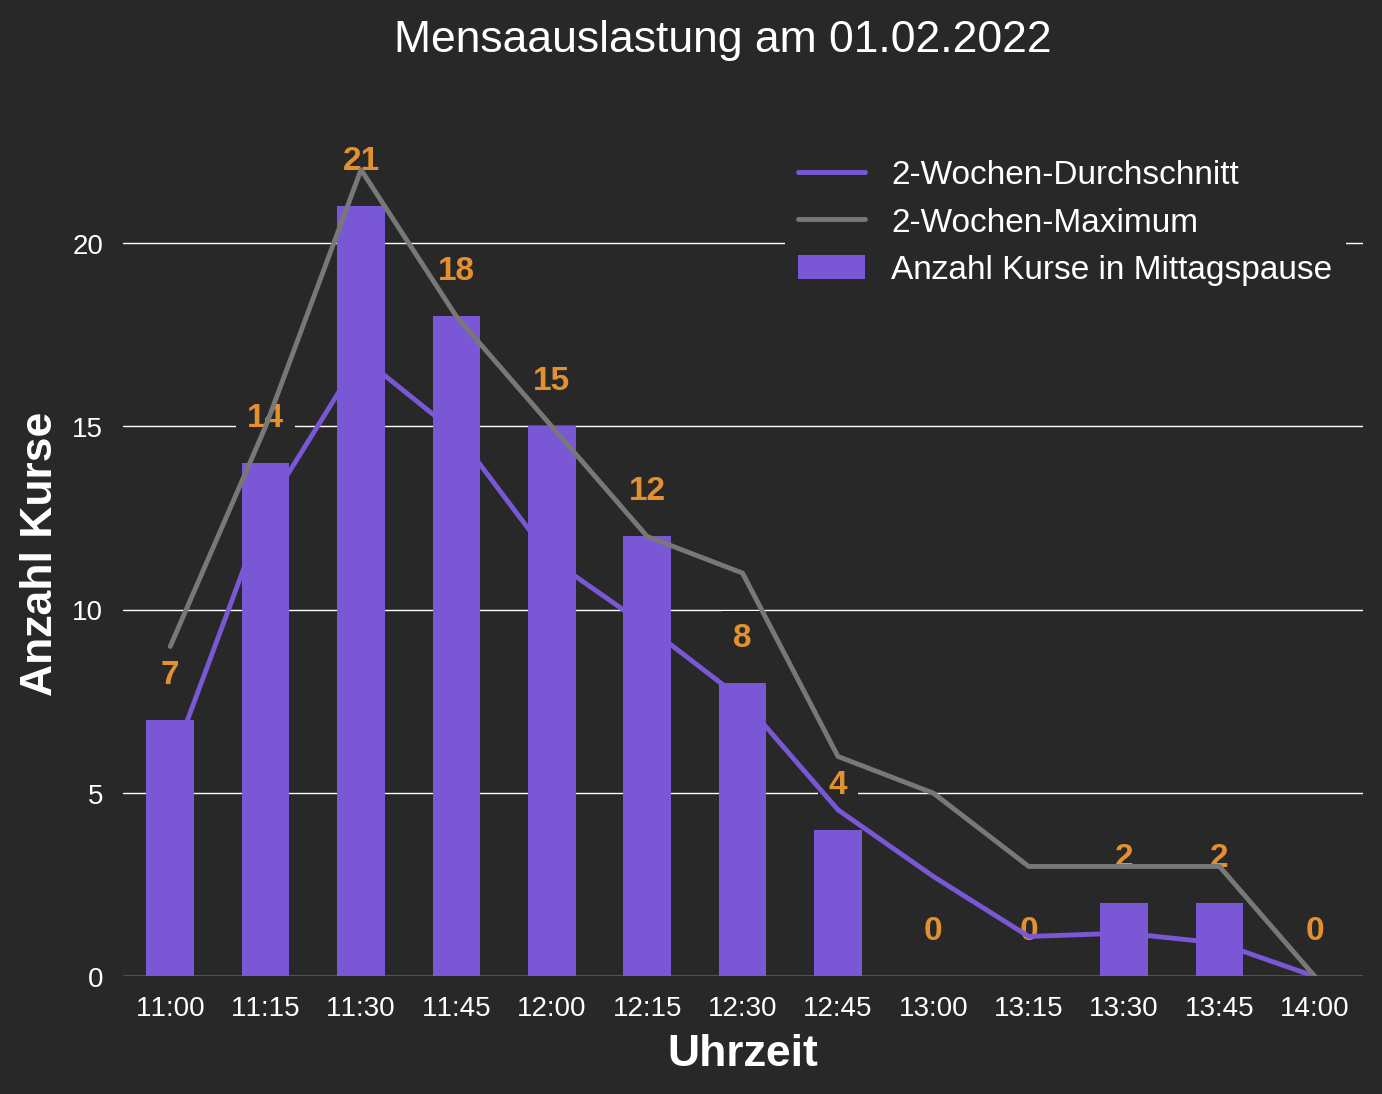 Mensaauslastung am 01.02.2022
2-Wochen-Durchschnitt
2-Wochen-Maximum
Anzahl Kurse in Mittagspause
Anzahl Kurse
20
15
10
5
0
7
14
21
18
15
12
8
4
0
0
2
2
0
11:00 11:15 11:30 11:45 12:00 12:15 12:30 12:45 13:00 13:15 13:30 13:45 14:00
Uhrzeit